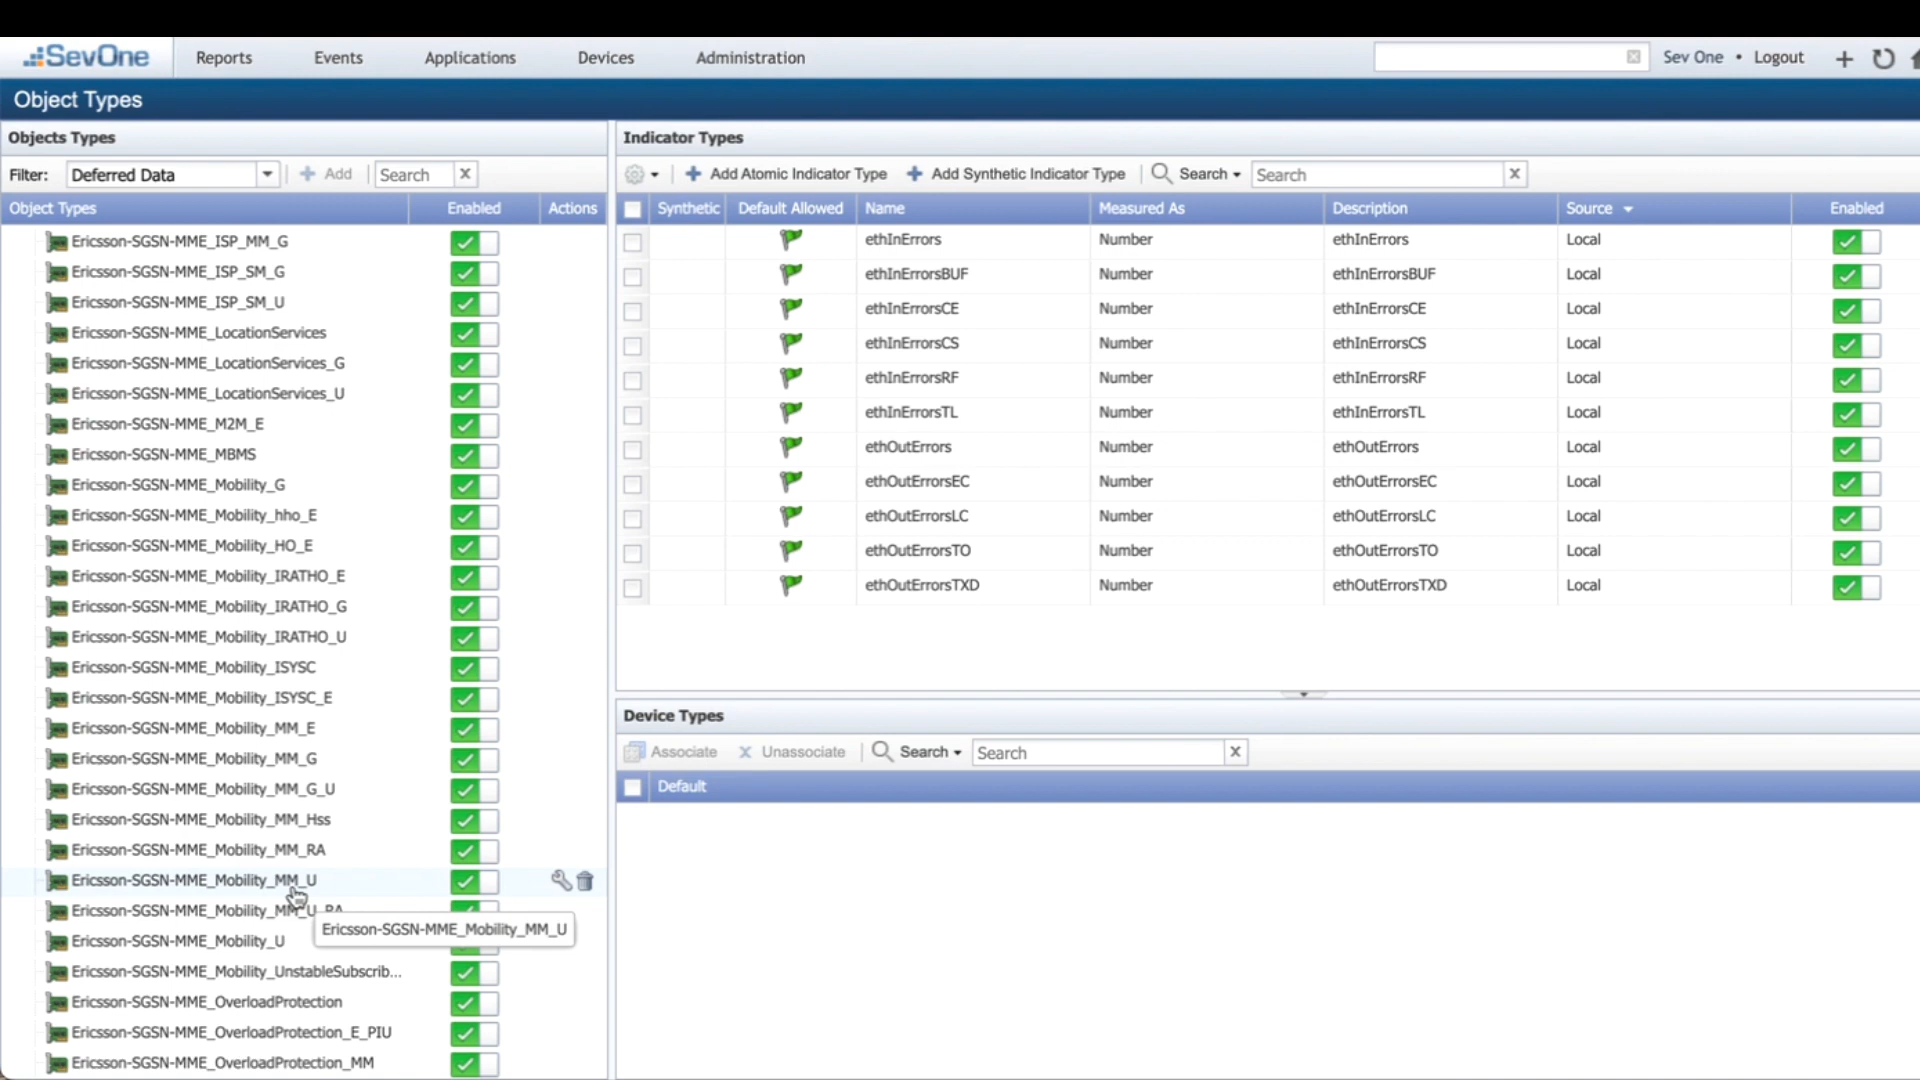 SevOne Reports Events Applications Devices Administration Sev One • Logout
Object Types
Objects Types
Filter: Deferred Data Add Search
Object Types Enabled Actions
Ericsson-SGSN-MME_ISP_MM_G
Ericsson-SGSN-MME_ISP_SM_G
Ericsson-SGSN-MME_ISP_SM_U
Ericsson-SGSN-MME_LocationServices
Ericsson-SGSN-MME_LocationServices_G
Ericsson-SGSN-MME_LocationServices_U
Ericsson-SGSN-MME_M2M_E
Ericsson-SGSN-MME_MBMS
Ericsson-SGSN-MME_Mobility_G
Ericsson-SGSN-MME_Mobility_hho_E
Ericsson-SGSN-MME_Mobility_HO_E
Ericsson-SGSN-MME_Mobility_IRATHO_E
Ericsson-SGSN-MME_Mobility_IRATHO_G
Ericsson-SGSN-MME_Mobility_IRATHO_U
Ericsson-SGSN-MME_Mobility_ISYSC
Ericsson-SGSN-MME_Mobility_ISYSC_E
Ericsson-SGSN-MME_Mobility_MM_E
Ericsson-SGSN-MME_Mobility_MM_G
Ericsson-SGSN-MME_Mobility_MM_G_U
Ericsson-SGSN-MME_Mobility_MM_Hss
Ericsson-SGSN-MME_Mobility_MM_RA
Ericsson-SGSN-MME_Mobility_MM_U
Ericsson-SGSN-MME_Mobility_MM_U_RA
Ericsson-SGSN-MME_Mobility_MM_U
Ericsson-SGSN-MME_Mobility_U
Ericsson-SGSN-MME_Mobility_UnstableSubscrib...
Ericsson-SGSN-MME_OverloadProtection
Ericsson-SGSN-MME_OverloadProtection_E_PIU
Ericsson-SGSN-MME_OverloadProtection_MM
Indicator Types
Add Atomic Indicator Type Add Synthetic Indicator Type Search Search
Synthetic Default Allowed Name Measured As Description Source Enabled
ethInErrors Number ethInErrors Local
ethInErrorsBUF Number ethInErrorsBUF Local
ethInErrorsCE Number ethInErrorsCE Local
ethInErrorsCS Number ethInErrorsCS Local
ethInErrorsRF Number ethInErrorsRF Local
ethInErrorsTL Number ethInErrorsTL Local
ethOutErrors Number ethOutErrors Local
ethOutErrorsEC Number ethOutErrorsEC Local
ethOutErrorsLC Number ethOutErrorsLC Local
ethOutErrorsTO Number ethOutErrorsTO Local
ethOutErrorsTXD Number ethOutErrorsTXD Local
Device Types
Associate Unassociate Search Search
Default